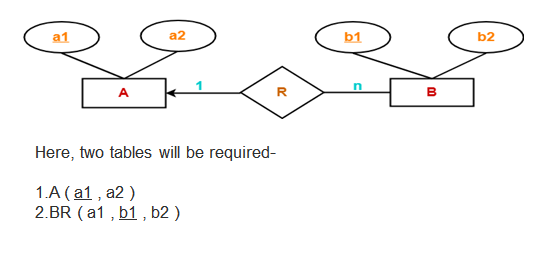 a1 a2 b1 b2
A 1 R n B
Here, two tables will be required-
1.A ( a1 , a2 )
2.BR ( a1 , b1 , b2 )